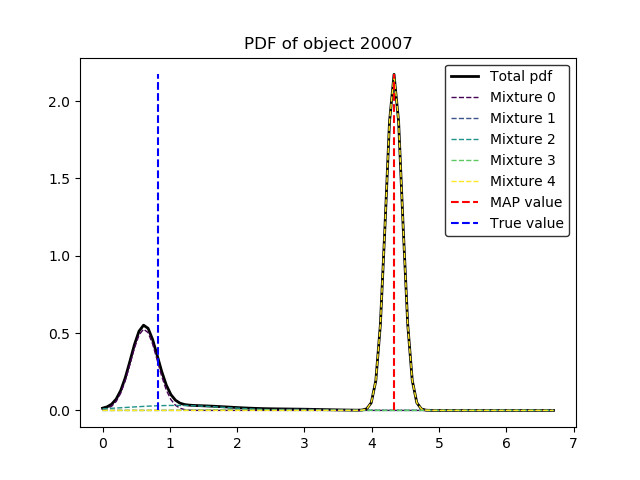 PDF of object 20007
Total pdf
Mixture 0
Mixture 1
Mixture 2
Mixture 3
Mixture 4
MAP value
True value
2.0
1.5
1.0
0.5
0.0
0 1 2 3 4 5 6 7